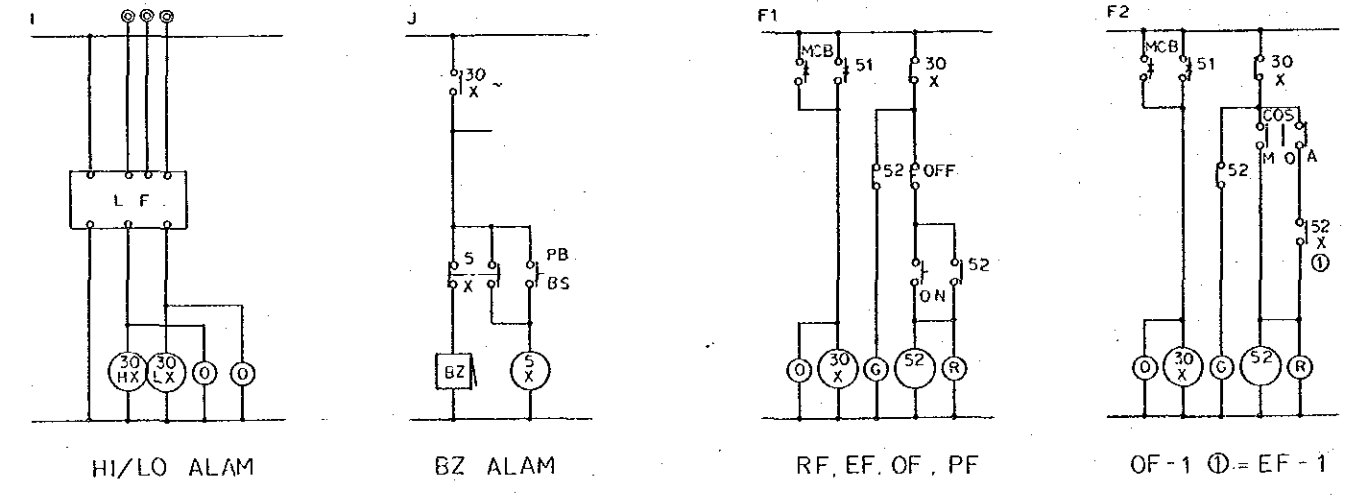 I
L F
30 HX
30 LX
O
O
HI/LO ALAM
J
30 X ~
5 X
PB BS
BZ
5 X
BZ ALAM
F1
MCB
51
30 X
52
OFF
ON
52
O
30 X
G
52
R
RF, EF, OF, PF
F2
MCB
51
30 X
COS
M O A
52
52 X ①
O
30 X
G
52
R
OF-1 ①=EF-1